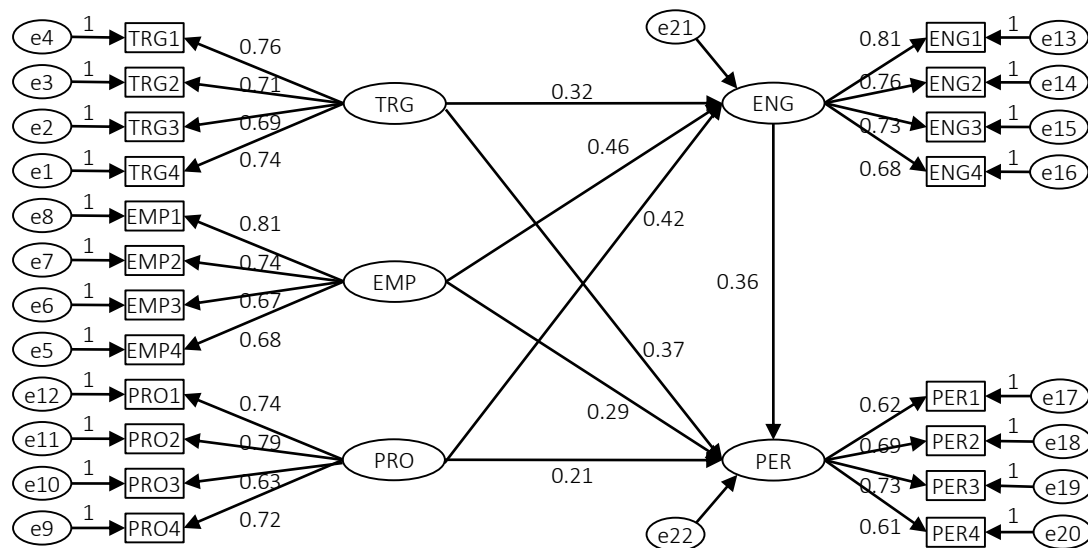 e4 1 TRG1
e3 1 TRG2
e2 1 TRG3
e1 1 TRG4
0.76
0.71
0.69
0.74
TRG
e8 1 EMP1
e7 1 EMP2
e6 1 EMP3
e5 1 EMP4
0.81
0.74
0.67
0.68
EMP
e12 1 PRO1
e11 1 PRO2
e10 1 PRO3
e9 1 PRO4
0.74
0.79
0.63
0.72
PRO
0.32
0.46
0.42
0.37
0.29
0.21
0.36
e21
ENG
0.81
0.76
0.73
0.68
ENG1 1 e13
ENG2 1 e14
ENG3 1 e15
ENG4 1 e16
PER
e22
0.62
0.69
0.73
0.61
PER1 1 e17
PER2 1 e18
PER3 1 e19
PER4 1 e20